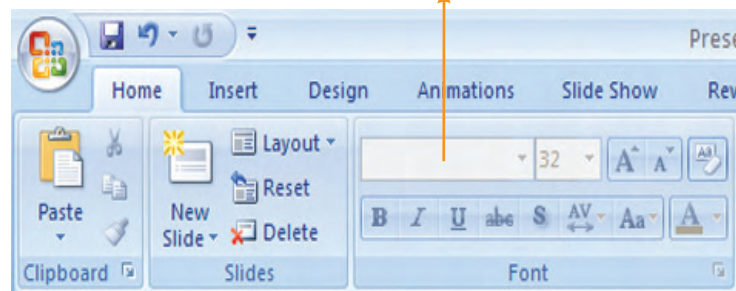 Prese
Home Insert Design Animations Slide Show Rev
Layout
32 A A Aa
Reset
Paste New Slide Delete
B I U abc S AV Aa A
Clipboard Slides Font